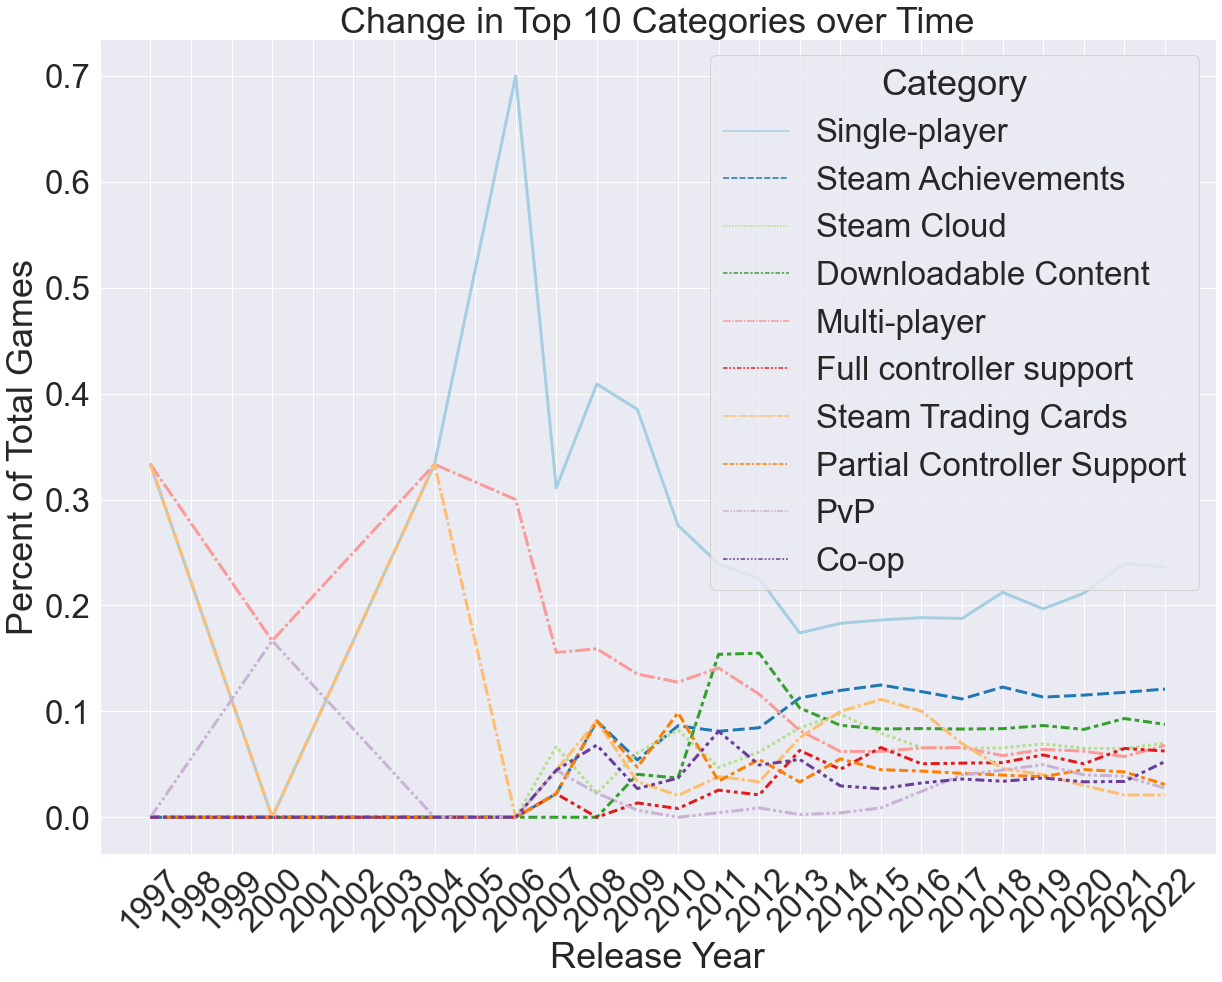 Change in Top 10 Categories over Time
Percent of Total Games
0.7
0.6
0.5
0.4
0.3
0.2
0.1
0.0
Category
Single-player
Steam Achievements
Steam Cloud
Downloadable Content
Multi-player
Full controller support
Steam Trading Cards
Partial Controller Support
PvP
Co-op
1997
1998
1999
2000
2001
2002
2003
2004
2005
2006
2007
2008
2009
2010
2011
2012
2013
2014
2015
2016
2017
2018
2019
2020
2021
2022
Release Year